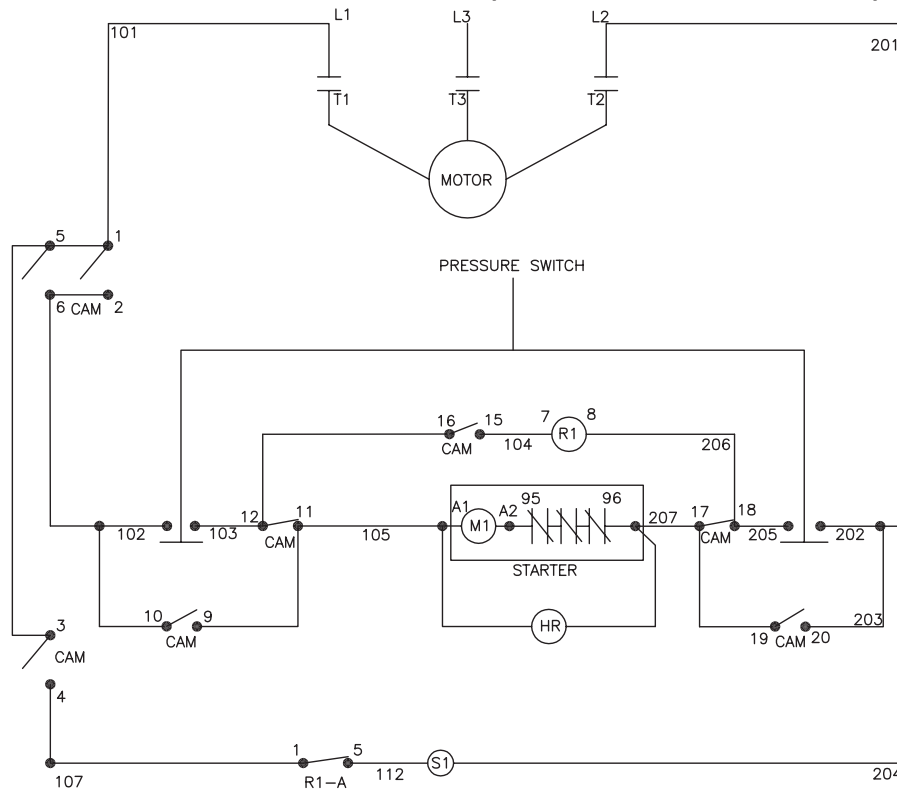 L1 L3 L2
101 201
T1 T3 T2
MOTOR
5 1
PRESSURE SWITCH
6 CAM 2
16 15 7 R1 8
CAM 104 206
12 11 A1 M1 A2 95 96 207 17 18
102 103 CAM 105 CAM 205 202
STARTER
10 9 HR 203
CAM 19 CAM 20
3
CAM
4
1 5 S1
107 R1-A 112 204